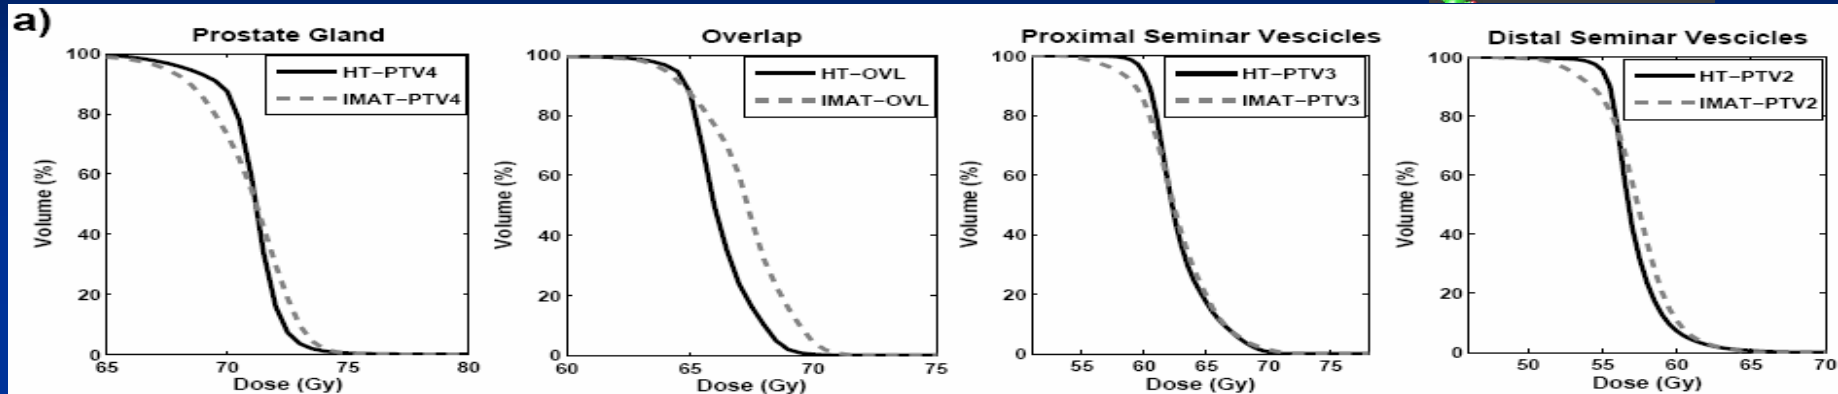 a)
Prostate Gland
HT-PTV4
IMAT-PTV4
Volume (%)
100
80
60
40
20
0
65 70 75 80
Dose (Gy)
Overlap
HT-OVL
IMAT-OVL
Volume (%)
100
80
60
40
20
0
60 65 70 75
Dose (Gy)
Proximal Seminar Vescicles
HT-PTV3
IMAT-PTV3
Volume (%)
100
80
60
40
20
0
55 60 65 70 75
Dose (Gy)
Distal Seminar Vescicles
HT-PTV2
IMAT-PTV2
Volume (%)
100
80
60
40
20
0
50 55 60 65 70
Dose (Gy)